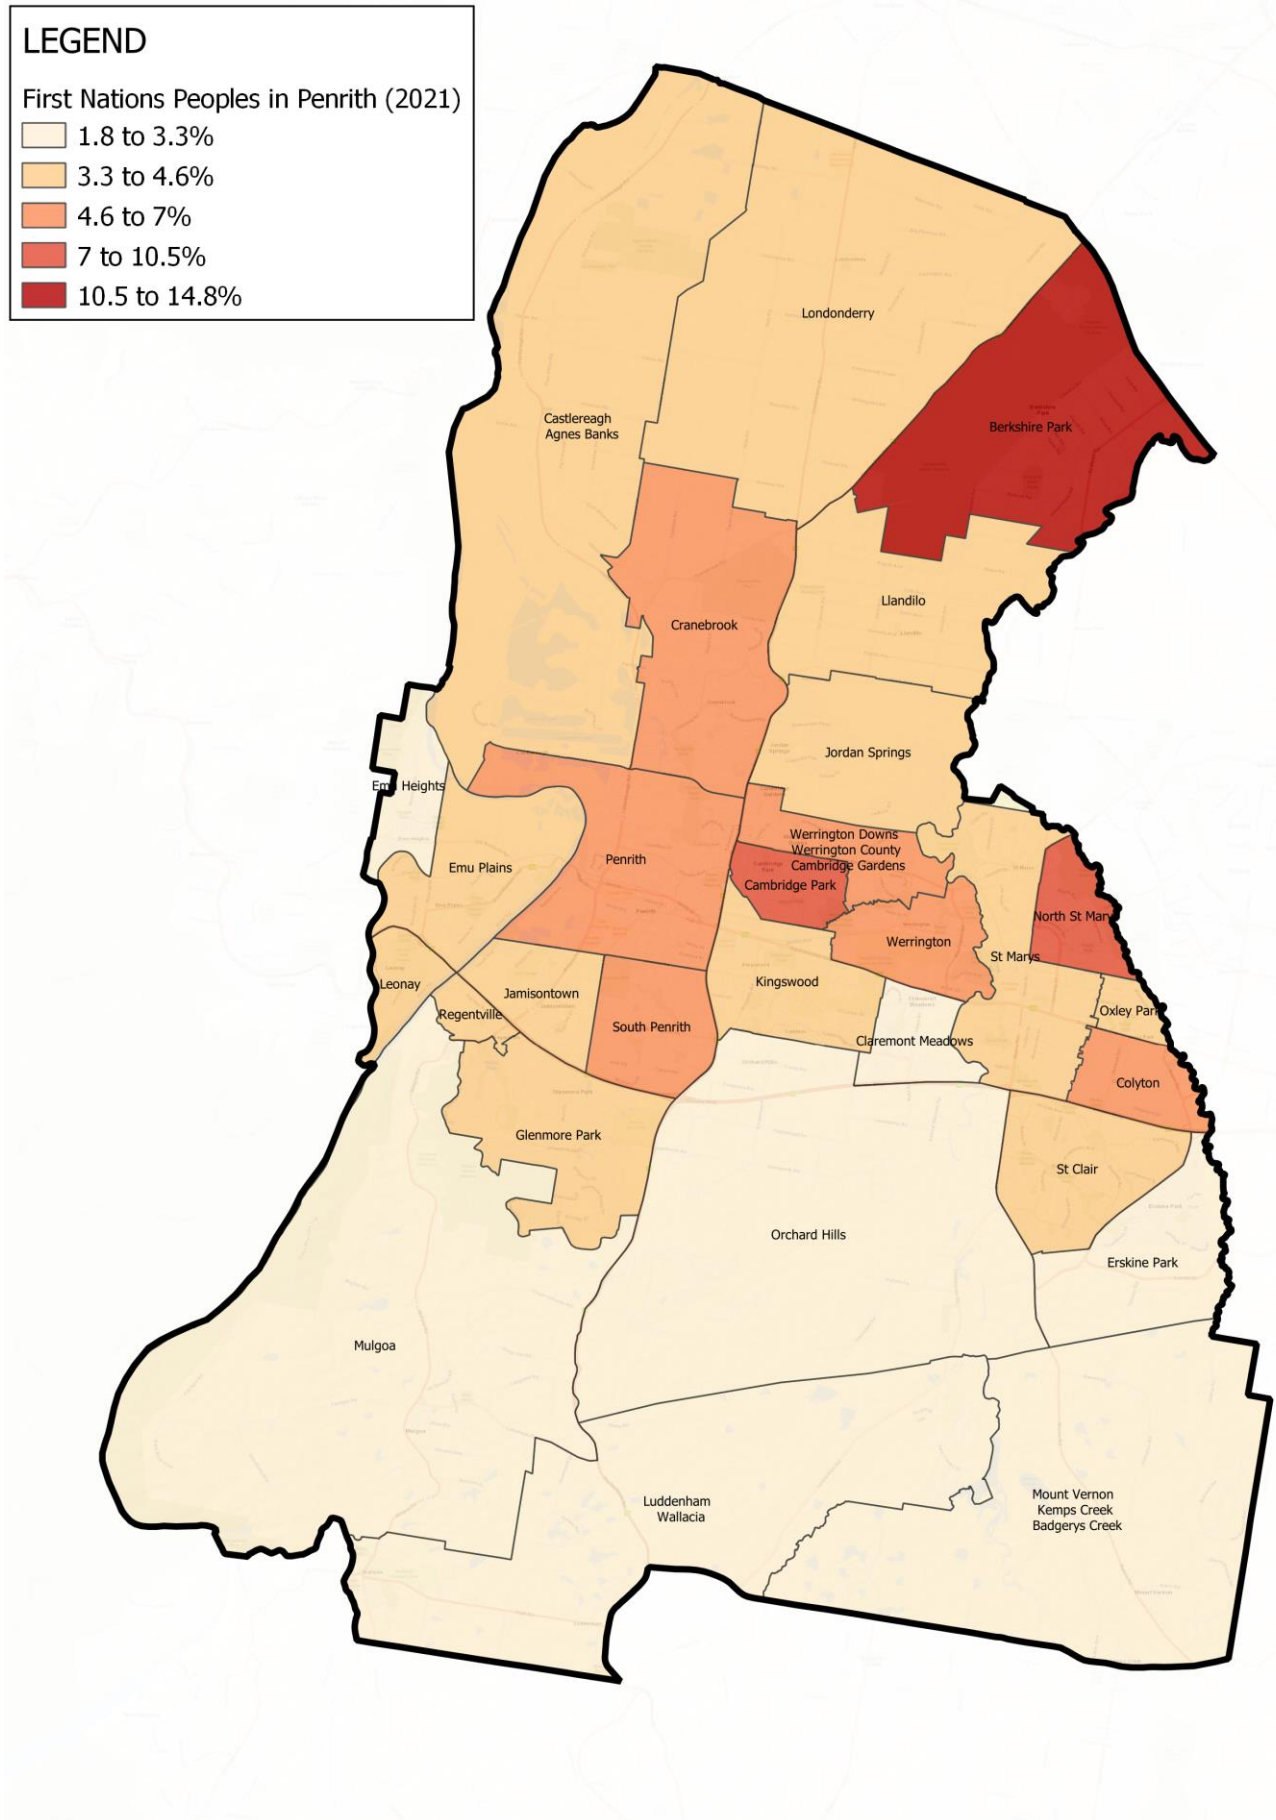 LEGEND
First Nations Peoples in Penrith (2021)
1.8 to 3.3%
3.3 to 4.6%
4.6 to 7%
7 to 10.5%
10.5 to 14.8%
Londonderry
Castlereagh
Agnes Banks
Berkshire Park
Llandilo
Cranebrook
Jordan Springs
Emu Heights
Werrington Downs
Werrington County
Cambridge Gardens
Penrith
Emu Plains
Cambridge Park
North St Mar
Werrington
St Marys
Kingswood
Leonay
Jamisontown
Regentville
Oxley Park
South Penrith
Claremont Meadows
Colyton
Glenmore Park
St Clair
Orchard Hills
Erskine Park
Mulgoa
Luddenham
Wallacia
Mount Vernon
Kemps Creek
Badgerys Creek